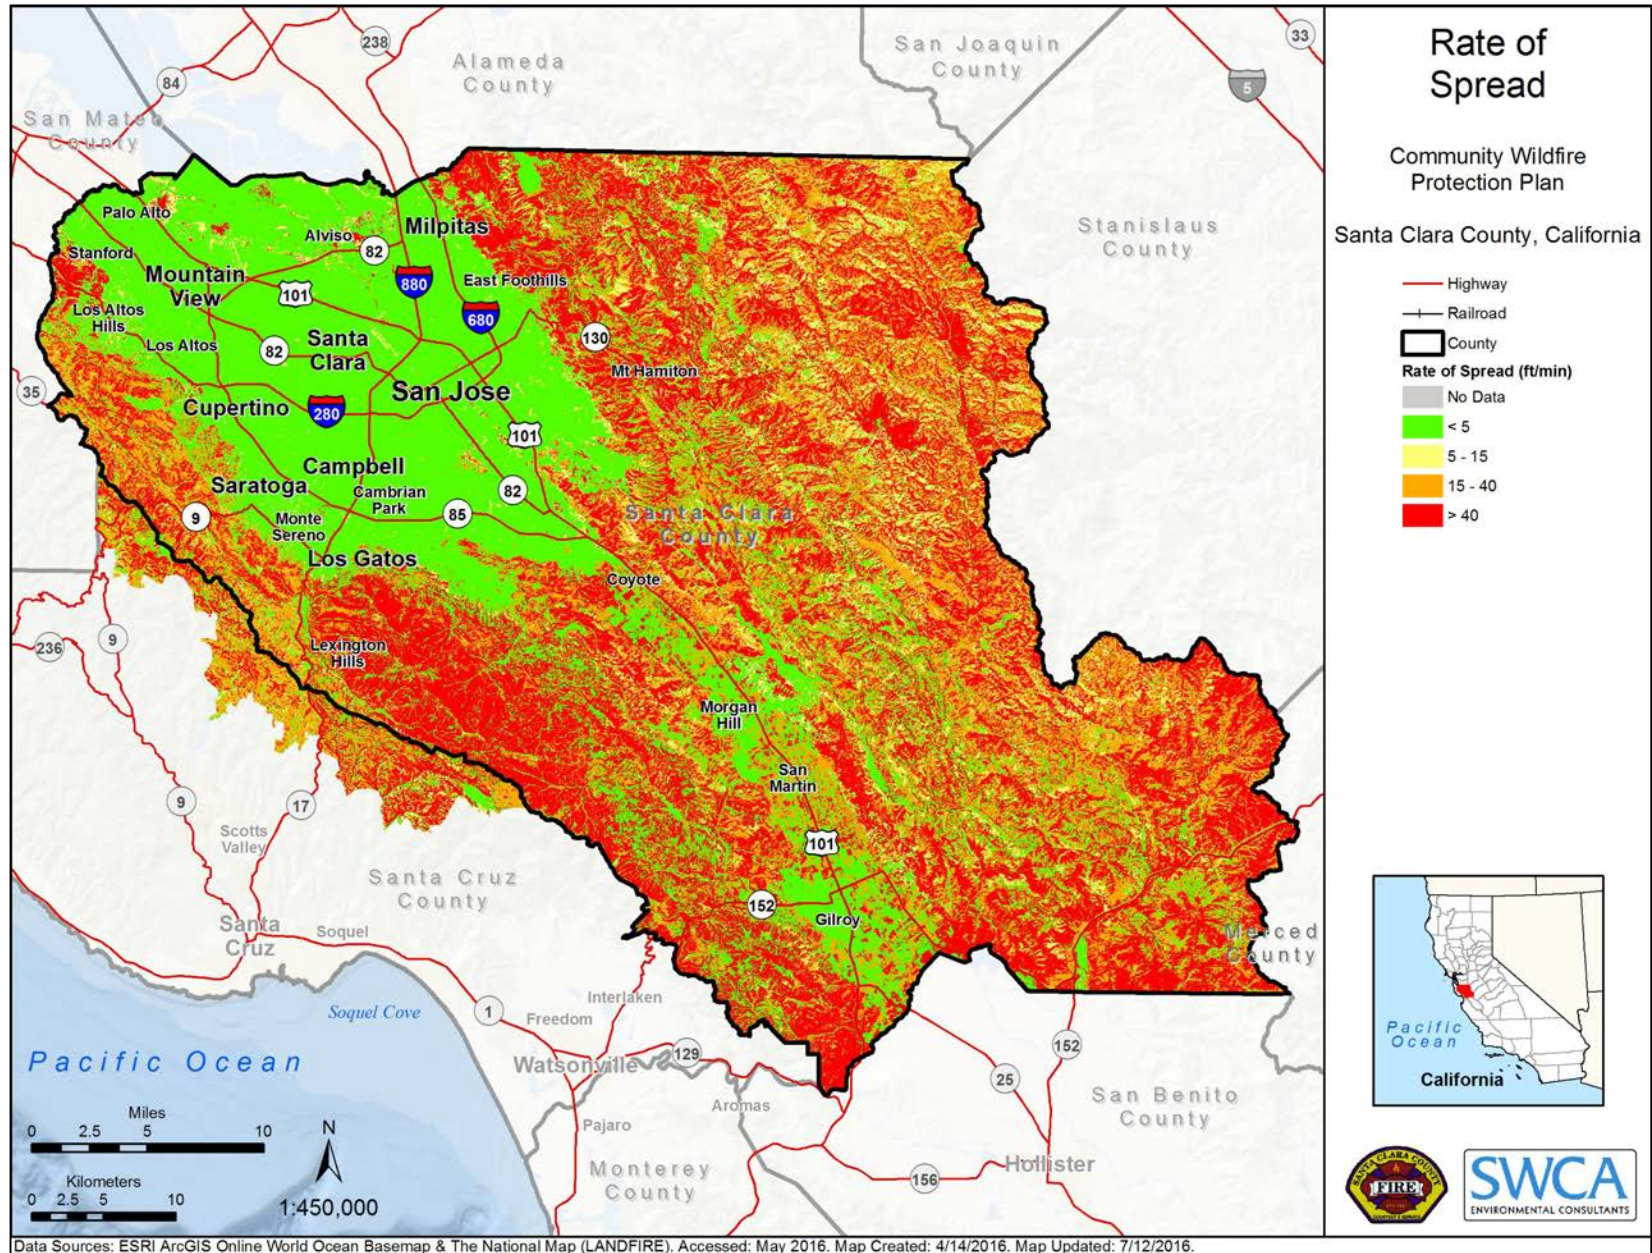 Rate of
Spread
Community Wildfire
Protection Plan
Santa Clara County, California
Highway
Railroad
County
Rate of Spread (ft/min)
No Data
< 5
5 - 15
15 - 40
> 40
238
84
33
5
Alameda
County
San Joaquin
County
San Mateo
County
Stanislaus
County
Palo Alto
Stanford
Alviso
82
Milpitas
Mountain
View
101
880
East Foothills
680
Los Altos
Hills
Los Altos
82
Santa
Clara
130
Mt Hamiton
35
Cupertino
280
San Jose
101
Campbell
Saratoga
Cambrian
Park
82
85
9
Monte
Sereno
Los Gatos
Santa Clara
County
Coyote
Lexington
Hills
236
9
Morgan
Hill
San
Martin
101
9
17
Scotts
Valley
Santa Cruz
County
152
Gilroy
Merced
County
Santa
Cruz
Soquel
Soquel Cove
1
Interlaken
Freedom
Watsonville
129
152
25
Pacific Ocean
Aromas
San Benito
County
Pajaro
Monterey
County
156
Hollister
Miles
0 2.5 5 10
Kilometers
0 2.5 5 10
N
1:450,000
Pacific
Ocean
California
SANTA CLARA COUNTY
FIRE
SWCA
ENVIRONMENTAL CONSULTANTS
Data Sources: ESRI ArcGIS Online World Ocean Basemap & The National Map (LANDFIRE). Accessed: May 2016. Map Created: 4/14/2016. Map Updated: 7/12/2016.